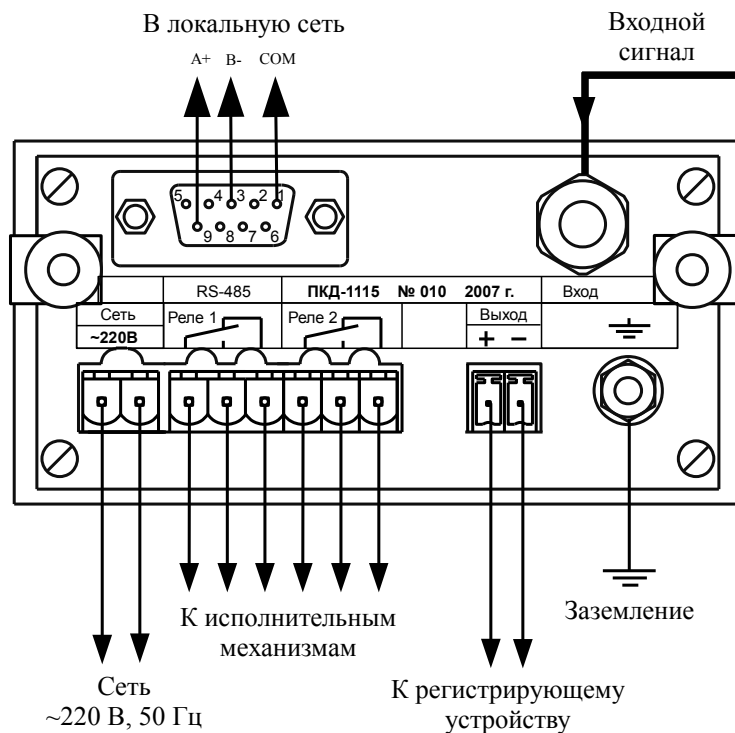 В локальную сеть
Входной
сигнал
A+ B- COM
5 4 3 2 1
9 8 7 6
RS-485 ПКД-1115 № 010 2007 г. Вход
Сеть Реле 1 Реле 2 Выход
~220В + −
К исполнительным
механизмам
Заземление
Сеть
~220 В, 50 Гц
К регистрирующему
устройству